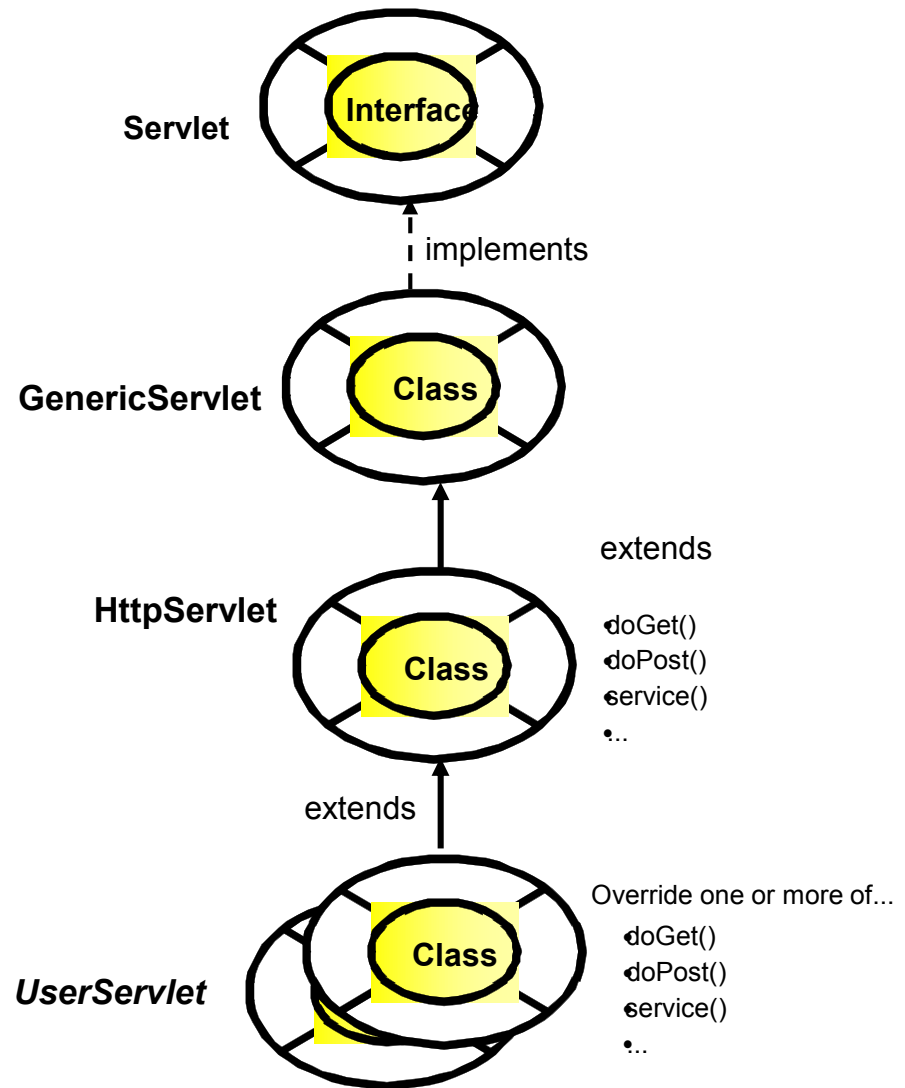 Interface
Servlet
implements
Class
GenericServlet
extends
HttpServlet
Class
•doGet()
•doPost()
•service()
•...
extends
Override one or more of...
Class
•doGet()
•doPost()
•service()
•...
UserServlet